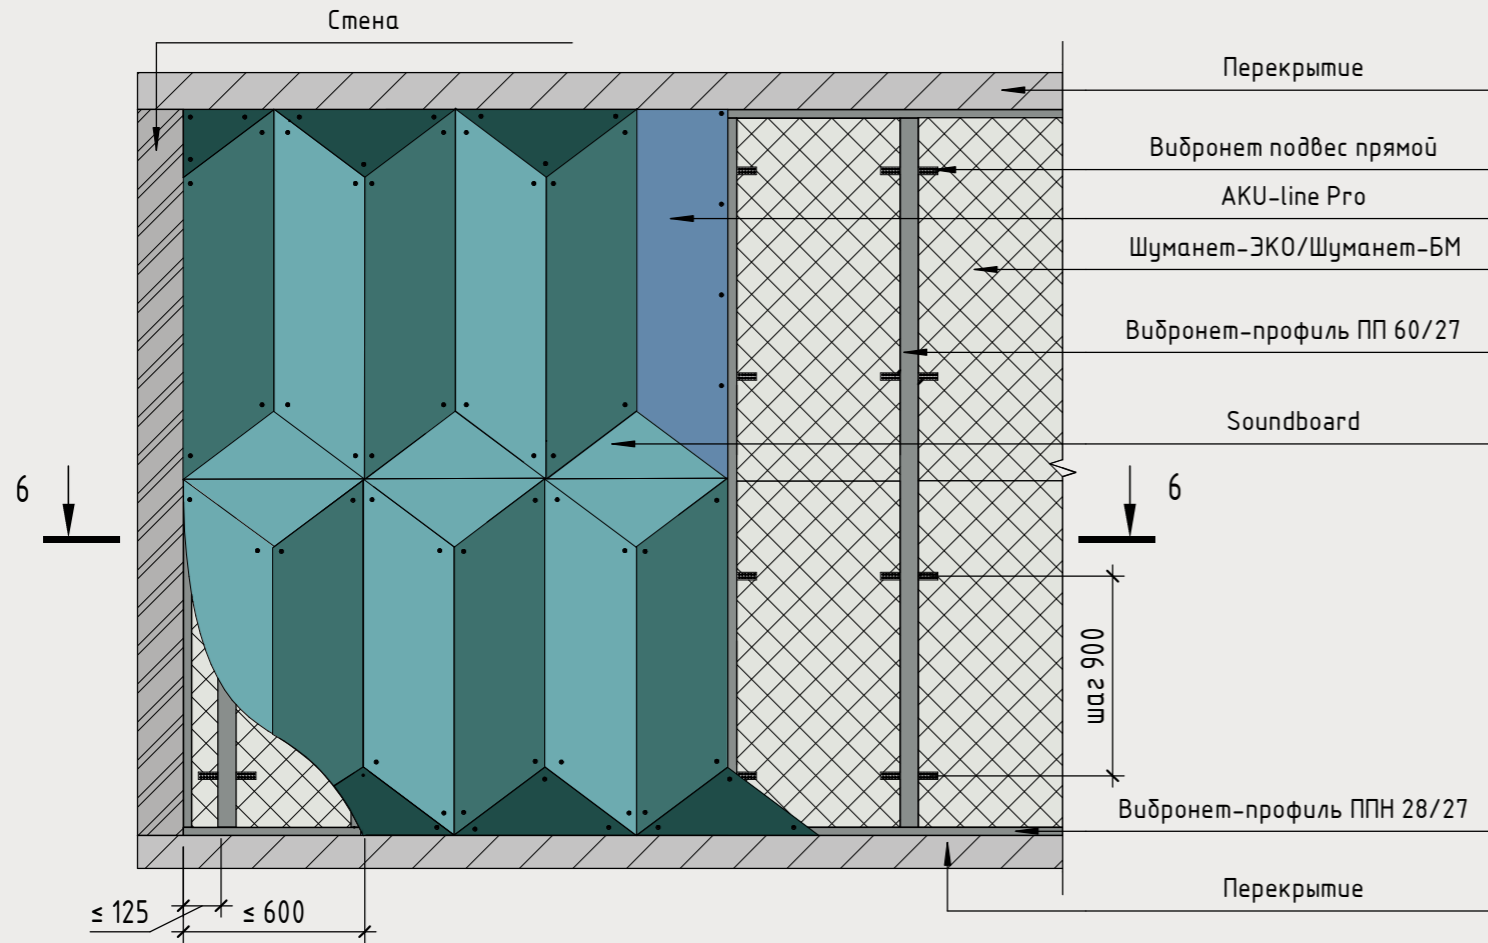 Стена
Перекрытие
Вибронет подвес прямой
AKU-line Pro
Шуманет-ЭКО/Шуманет-БМ
Вибронет-профиль ПП 60/27
Soundboard
6
6
шаг 900
Вибронет-профиль ППН 28/27
Перекрытие
≤ 125
≤ 600